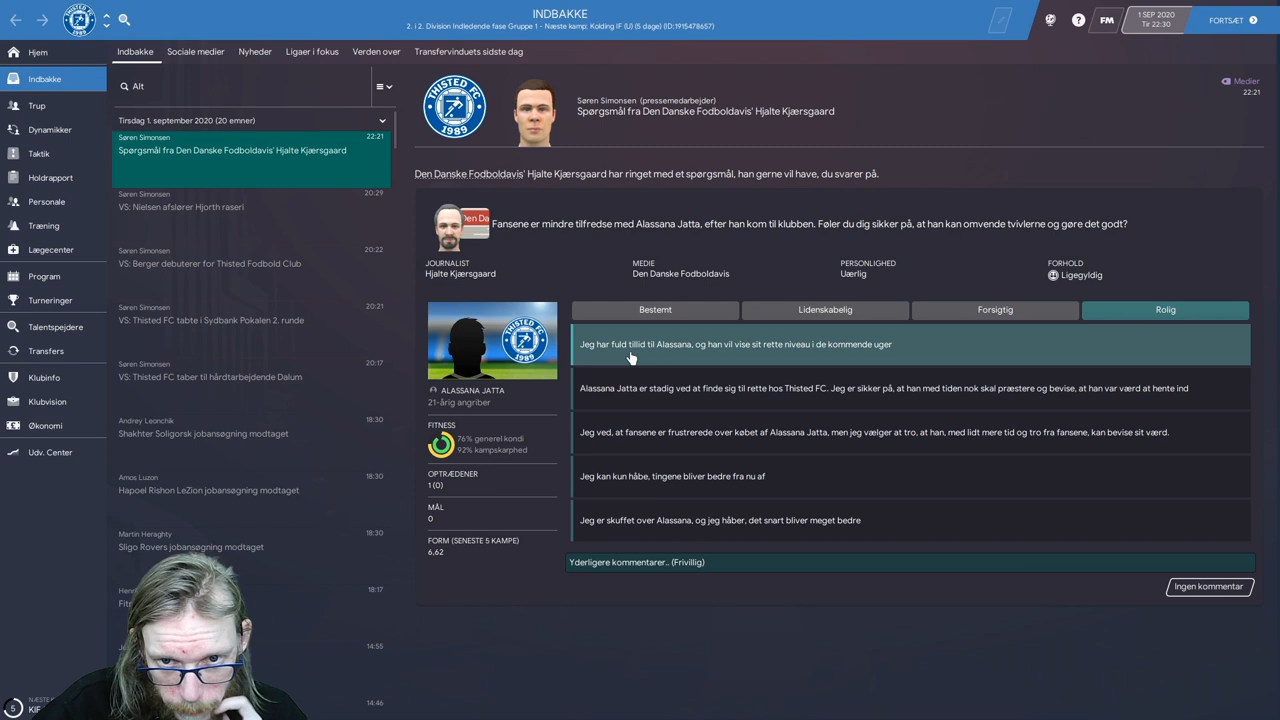 INDBAKKE
2. i 2. Division Indledende fase Gruppe 1 - Næste kamp: Kolding IF (U) (5 dage) (ID:1915478657)
FM
1 SEP 2020
Tir 22:30
FORTSÆT
Hjem
Indbakke
Trup
Dynamikker
Taktik
Holdrapport
Personale
Træning
Lægecenter
Program
Turneringer
Talentspejdere
Transfers
Klubinfo
Klubvision
Økonomi
Udv. Center
Indbakke
Sociale medier
Nyheder
Ligaer i fokus
Verden over
Transfervinduets sidste dag
Alt
Tirsdag 1. september 2020 (20 emner)
Søren Simonsen
22:21
Spørgsmål fra Den Danske Fodboldavis' Hjalte Kjærsgaard
Søren Simonsen
20:29
VS: Nielsen afslører Hjorth raseri
Søren Simonsen
20:22
VS: Berger debuterer for Thisted Fodbold Club
Søren Simonsen
20:21
VS: Thisted FC tabte i Sydbank Pokalen 2. runde
Søren Simonsen
20:17
VS: Thisted FC taber til hårdtarbejdende Dalum
Andrey Leonchik
18:30
Shakhter Soligorsk jobansøgning modtaget
Amos Luzon
18:30
Hapoel Rishon LeZion jobansøgning modtaget
Martin Heraghty
18:30
Sligo Rovers jobansøgning modtaget
18:17
14:55
14:46
THISTED FC
1989
Søren Simonsen (pressemedarbejder)
Spørgsmål fra Den Danske Fodboldavis' Hjalte Kjærsgaard
Medier
22:21
Den Danske Fodboldavis' Hjalte Kjærsgaard har ringet med et spørgsmål, han gerne vil have, du svarer på.
Den Da
Fansene er mindre tilfredse med Alassana Jatta, efter han kom til klubben. Føler du dig sikker på, at han kan omvende tvivlerne og gøre det godt?
JOURNALIST
Hjalte Kjærsgaard
MEDIE
Den Danske Fodboldavis
PERSONLIGHED
Uærlig
FORHOLD
Ligegyldig
THISTED FC
1989
ALASSANA JATTA
21-årig angriber
FITNESS
76% generel kondi
92% kampskarphed
OPTRÆDENER
1 (0)
MÅL
0
FORM (SENESTE 5 KAMPE)
6,62
Bestemt
Lidenskabelig
Forsigtig
Rolig
Jeg har fuld tillid til Alassana, og han vil vise sit rette niveau i de kommende uger
Alassana Jatta er stadig ved at finde sig til rette hos Thisted FC. Jeg er sikker på, at han med tiden nok skal præstere og bevise, at han var værd at hente ind
Jeg ved, at fansene er frustrerede over købet af Alassana Jatta, men jeg vælger at tro, at han, med lidt mere tid og tro fra fansene, kan bevise sit værd.
Jeg kan kun håbe, tingene bliver bedre fra nu af
Jeg er skuffet over Alassana, og jeg håber, det snart bliver meget bedre
Yderligere kommentarer.. (Frivillig)
Ingen kommentar
5